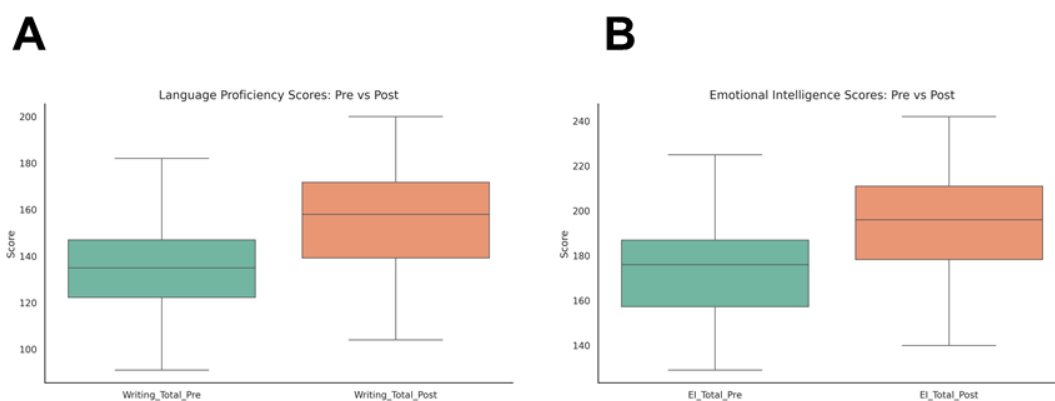 A
Language Proficiency Scores: Pre vs Post
200
180
160
140
120
100
Score
Writing_Total_Pre
Writing_Total_Post
B
Emotional Intelligence Scores: Pre vs Post
240
220
200
180
160
140
Score
EI_Total_Pre
EI_Total_Post